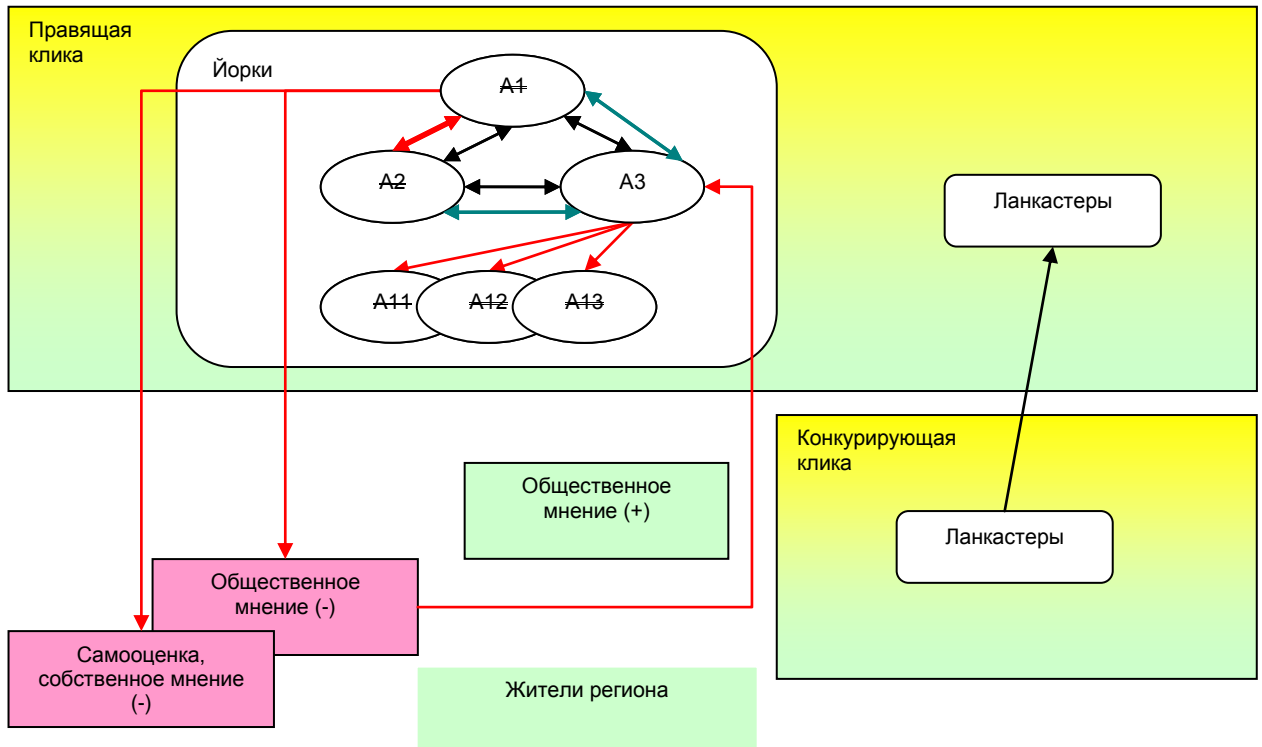 Правящая
клика
Йорки
А1
А2
А3
А11
А12
А13
Ланкастеры
Конкурирующая
клика
Ланкастеры
Общественное
мнение (+)
Общественное
мнение (-)
Самооценка,
собственное мнение
(-)
Жители региона